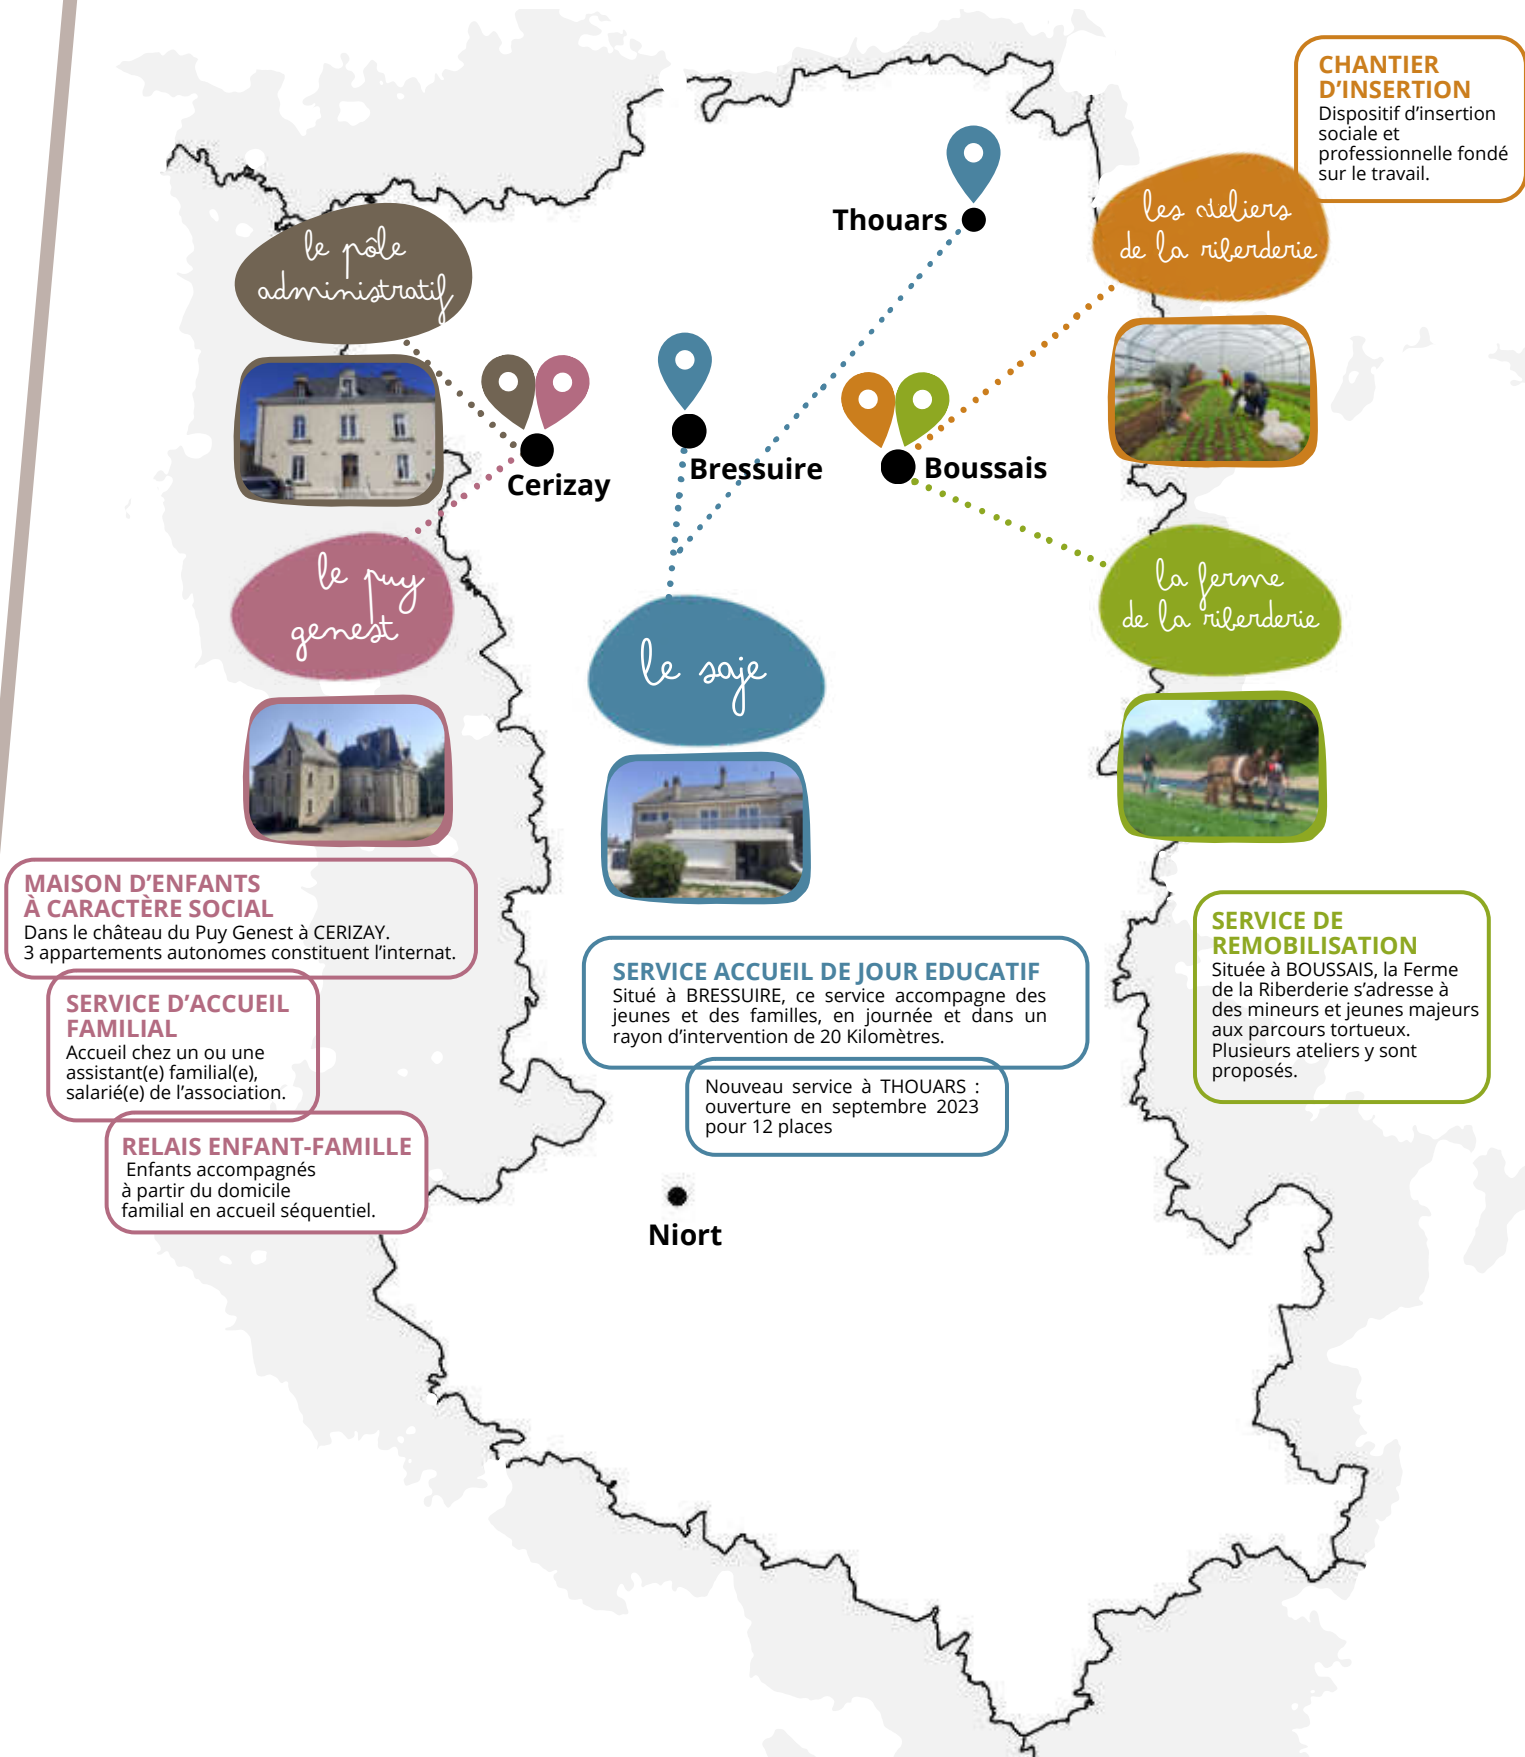 CHANTIER
D'INSERTION
Dispositif d'insertion
sociale et
professionnelle fondé
sur le travail.
les ateliers
de la riberderie
Thouars
le pôle
administratif
Cerizay
Bressuire
Boussais
le puy
genest
le saje
la ferme
de la riberderie
MAISON D'ENFANTS
À CARACTÈRE SOCIAL
Dans le château du Puy Genest à CERIZAY.
3 appartements autonomes constituent l'internat.
SERVICE D'ACCUEIL
FAMILIAL
Accueil chez un ou une
assistant(e) familial(e),
salarié(e) de l'association.
RELAIS ENFANT-FAMILLE
Enfants accompagnés
à partir du domicile
familial en accueil séquentiel.
SERVICE ACCUEIL DE JOUR EDUCATIF
Situé à BRESSUIRE, ce service accompagne des
jeunes et des familles, en journée et dans un
rayon d'intervention de 20 Kilomètres.
Nouveau service à THOUARS :
ouverture en septembre 2023
pour 12 places
SERVICE DE
REMOBILISATION
Située à BOUSSAIS, la Ferme
de la Riberderie s'adresse à
des mineurs et jeunes majeurs
aux parcours tortueux.
Plusieurs ateliers y sont
proposés.
Niort